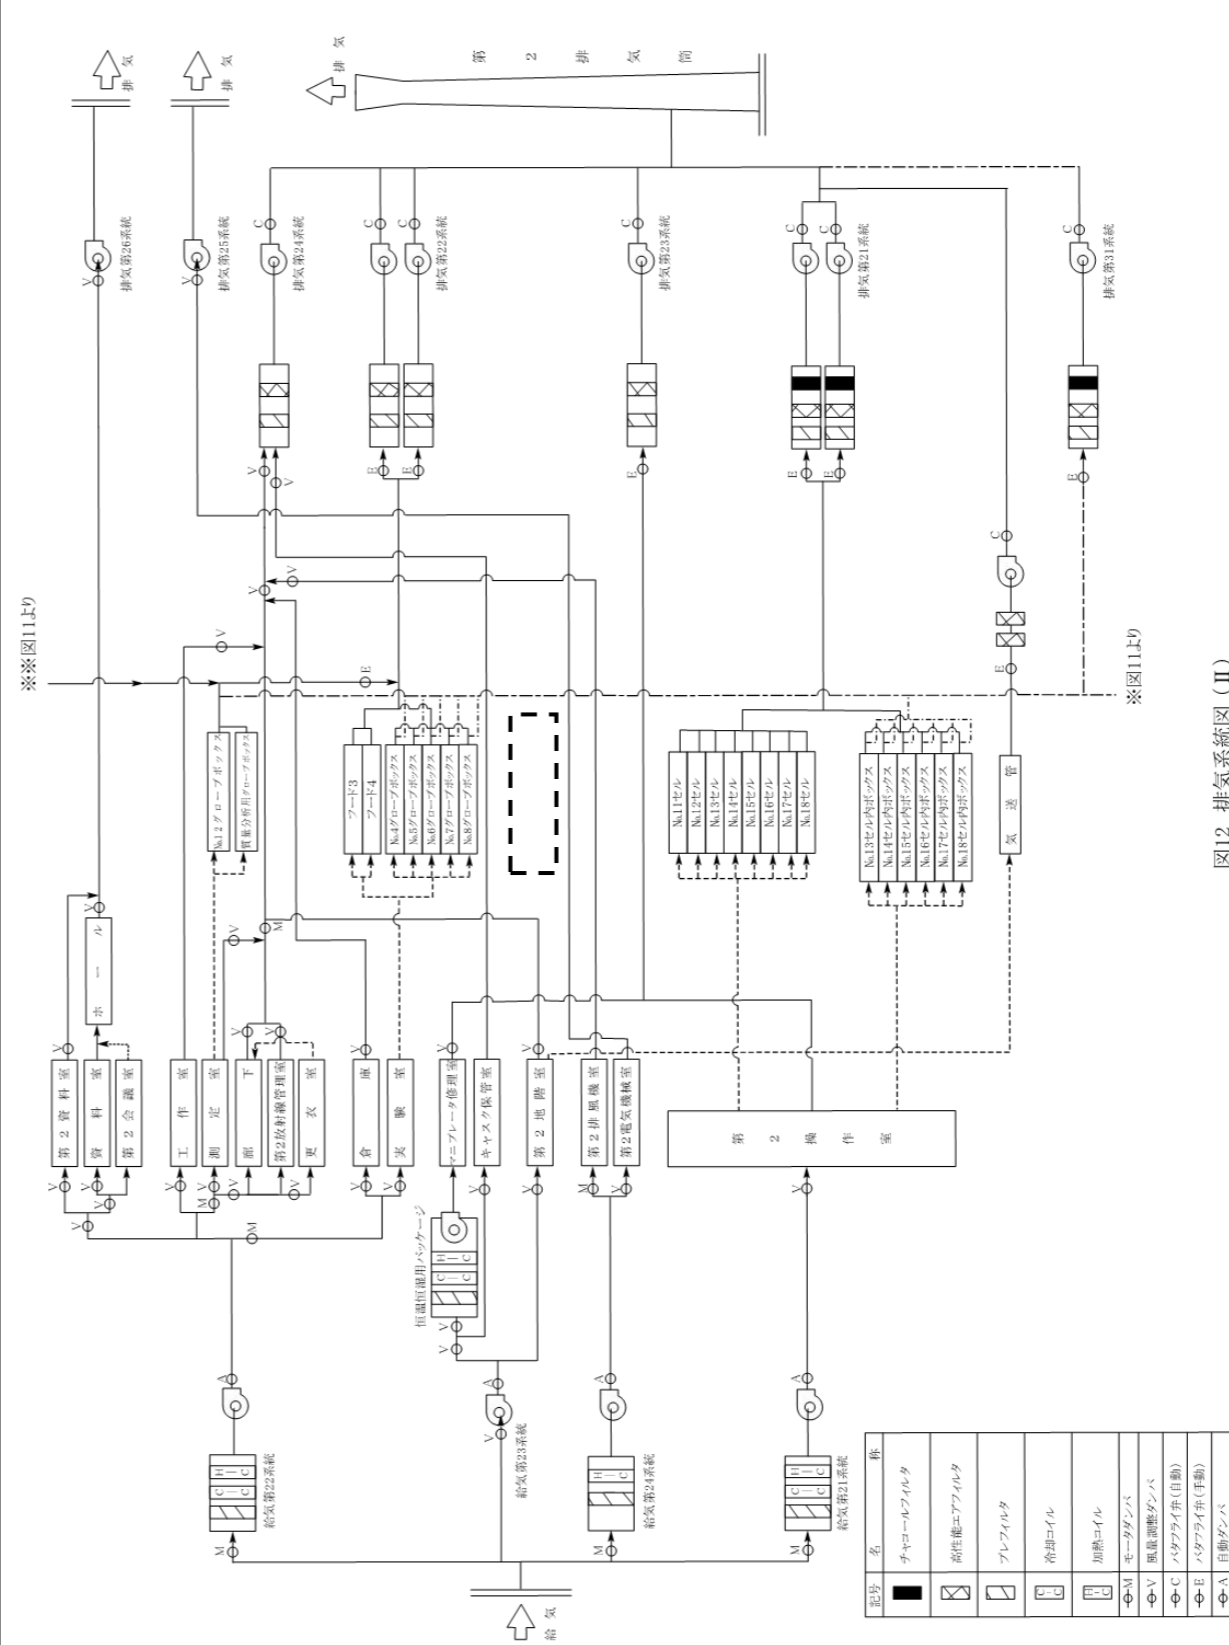 排気
排気
排気
第2排気筒
V
排気第26系統
V
排気第25系統
C
排気第24系統
C
C
排気第22系統
C
排気第23系統
C
C
排気第21系統
C
排気第31系統
V
V
E
E
E
E
E
E
C
※※図11より
V
V
V
E
E
※図11より
No.12グローブボックス
質量分析用グローブボックス
フード3
フード4
No.4グローブボックス
No.5グローブボックス
No.6グローブボックス
No.7グローブボックス
No.8グローブボックス
No.11セル
No.12セル
No.13セル
No.14セル
No.15セル
No.16セル
No.17セル
No.18セル
No.13セル内ボックス
No.14セル内ボックス
No.15セル内ボックス
No.16セル内ボックス
No.17セル内ボックス
No.18セル内ボックス
気送管
V
ホール
V
M
V
V
V
V
V
V
V
V
第2資料室
資料室
第2会議室
工作室
測定室
廊下
第2放射線管理室
更衣室
倉庫
実験室
マニプレータ修理室
キャスク保管室
第2地階室
第2排風機室
第2電気機械室
第2操作室
V
V
V
V
V
M
V
V
V
V
V
V
M
V
V
V
M
恒温恒湿用パッケージ
C-C
H-C
V
V
A
A
A
A
V
C-C
H-C
給気第22系統
給気第23系統
H-C
給気第24系統
C-C
H-C
給気第21系統
M
M
M
給気
記号 名称
チャコールフィルタ
高性能エアフィルタ
プレフィルタ
C-C 冷却コイル
H-C 加熱コイル
M モータダンパ
V 風量調整ダンパ
C バタフライ弁(自動)
E バタフライ弁(手動)
A 自動ダンパ
図12 排気系統図(Ⅱ)